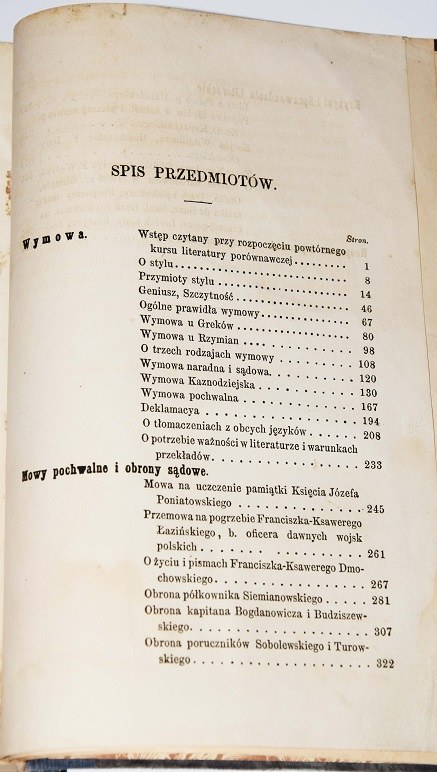 SPIS PRZEDMIOTÓW.
Stron.
Wymowa. Wstęp czytany przy rozpoczęciu powtórnego
kursu literatury porównawczej......... 1
O stylu............................ 8
Przymioty stylu .................... 14
Geniusz, Szczytność ................ 46
Ogólne prawidła wymowy............. 67
Wymowa u Greków ................... 80
Wymowa u Rzymian .................. 98
O trzech rodzajach wymowy .......... 108
Wymowa naradna i sądowa............ 120
Wymowa Kaznodziejska .............. 130
Wymowa pochwalna .................. 167
Deklamacya ........................ 194
O tłomaczeniach z obcych języków....... 208
O potrzebie ważności w literaturze i warunkach
przekładów.................. 233
Mowy pochwalne i obrony sądowe.
Mowa na uczczenie pamiątki Księcia Józefa
Poniatowskiego ................ 245
Przemowa na pogrzebie Franciszka-Ksawerego
Łazińskiego, b. oficera dawnych wojsk
polskich ...................... 261
O życiu i pismach Franciszka-Ksawerego Dmo-
chowskiego.................... 267
Obrona półkownika Siemianowskiego ..... 281
Obrona kapitana Bogdanowicza i Budziszew-
skiego........................ 307
Obrona poruczników Sobolewskiego i Turow-
skiego........................ 322